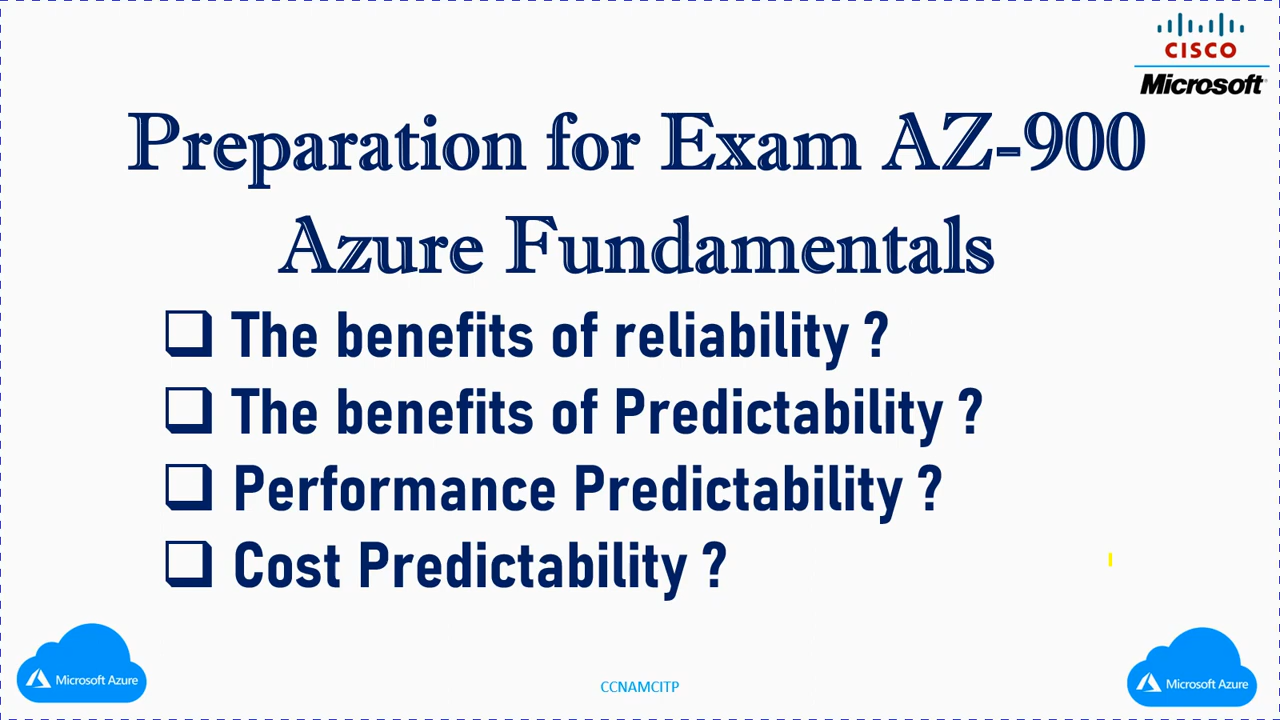 CISCO
Microsoft
Preparation for Exam AZ-900
Azure Fundamentals
The benefits of reliability ?
The benefits of Predictability ?
Performance Predictability ?
Cost Predictability ?
Microsoft Azure
CCNAMCITP
Microsoft Azure